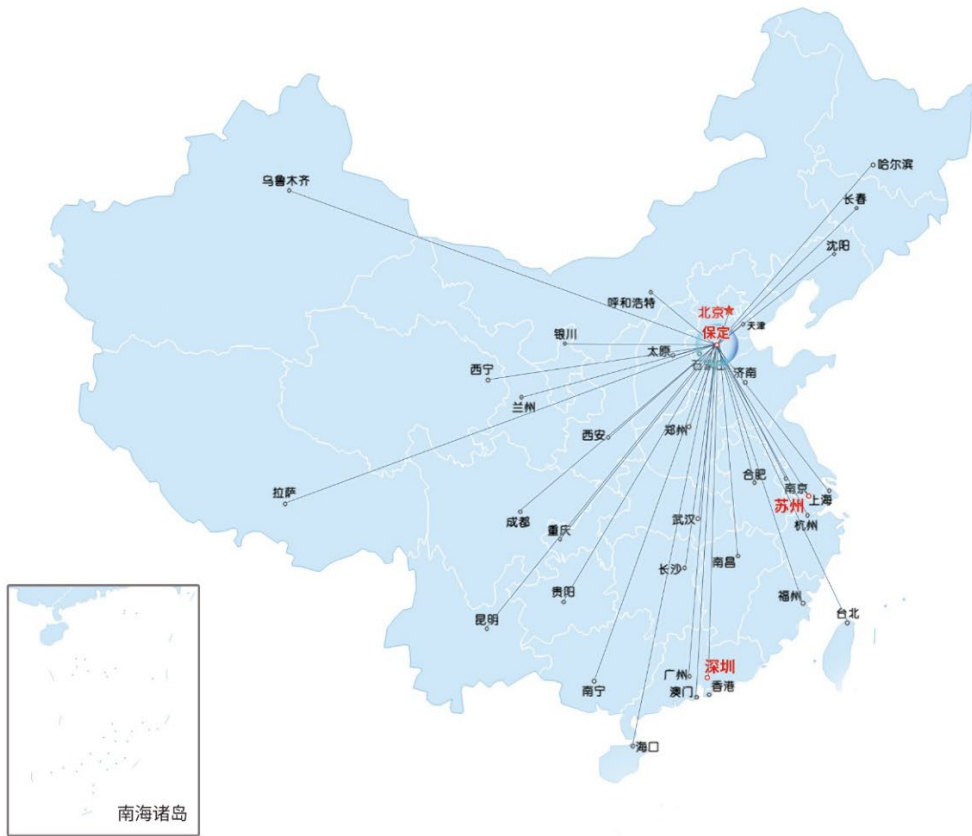 哈尔滨
乌鲁木齐
长春
沈阳
呼和浩特
北京
天津
银川
保定
太原
石
西宁
济南
兰州
西安
郑州
合肥
南京
拉萨
上海
苏州
成都
武汉
杭州
重庆
南昌
长沙
贵阳
福州
台北
昆明
深圳
广州
南宁
澳门
香港
海口
南海诸岛